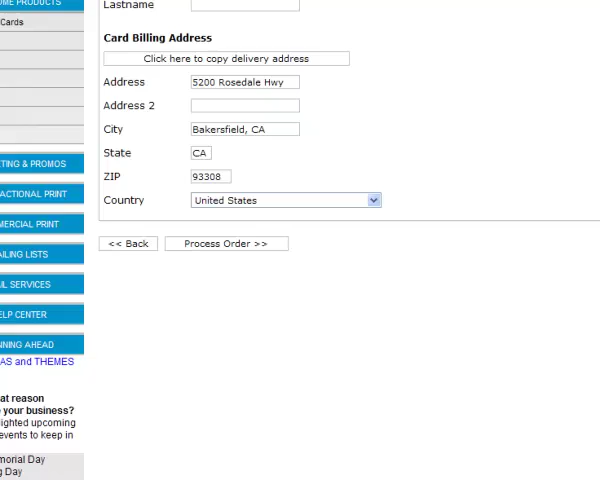 OME PRODUCTS
Cards
TING & PROMOS
ACTIONAL PRINT
MERCIAL PRINT
AILING LISTS
IL SERVICES
ELP CENTER
NNING AHEAD
AS and THEMES
at reason
your business?
lighted upcoming
events to keep in
morial Day
g Day
Lastname
Card Billing Address
Click here to copy delivery address
Address 5200 Rosedale Hwy
Address 2
City Bakersfield, CA
State CA
ZIP 93308
Country United States
<< Back Process Order >>